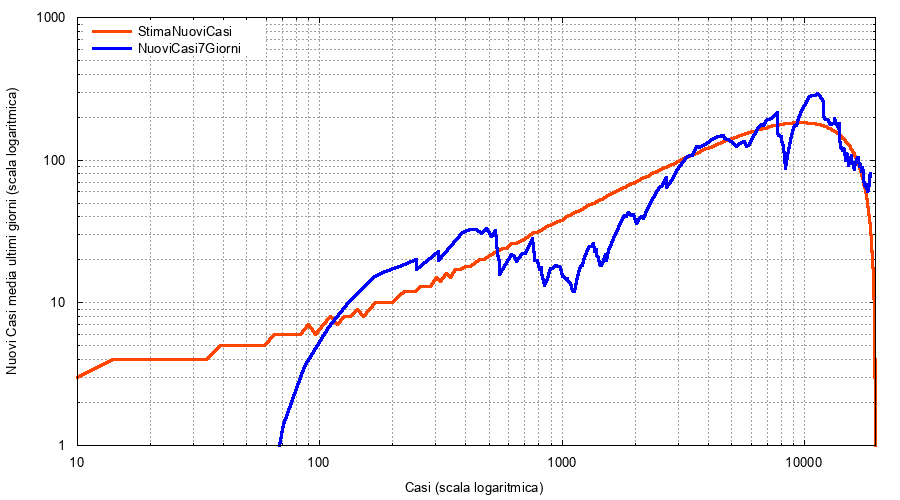 1000
StimaNuoviCasi
NuoviCasi7Giorni
100
10
1
Nuovi Casi media ultimi giorni (scala logaritmica)
10
100
1000
10000
Casi (scala logaritmica)